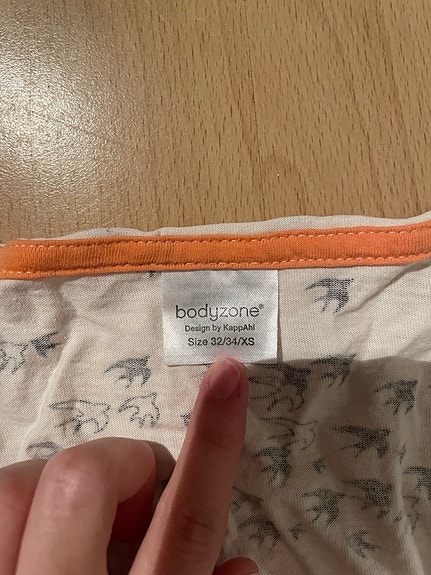 bodyzone®
Design by KappAhl
Size 32/34/XS